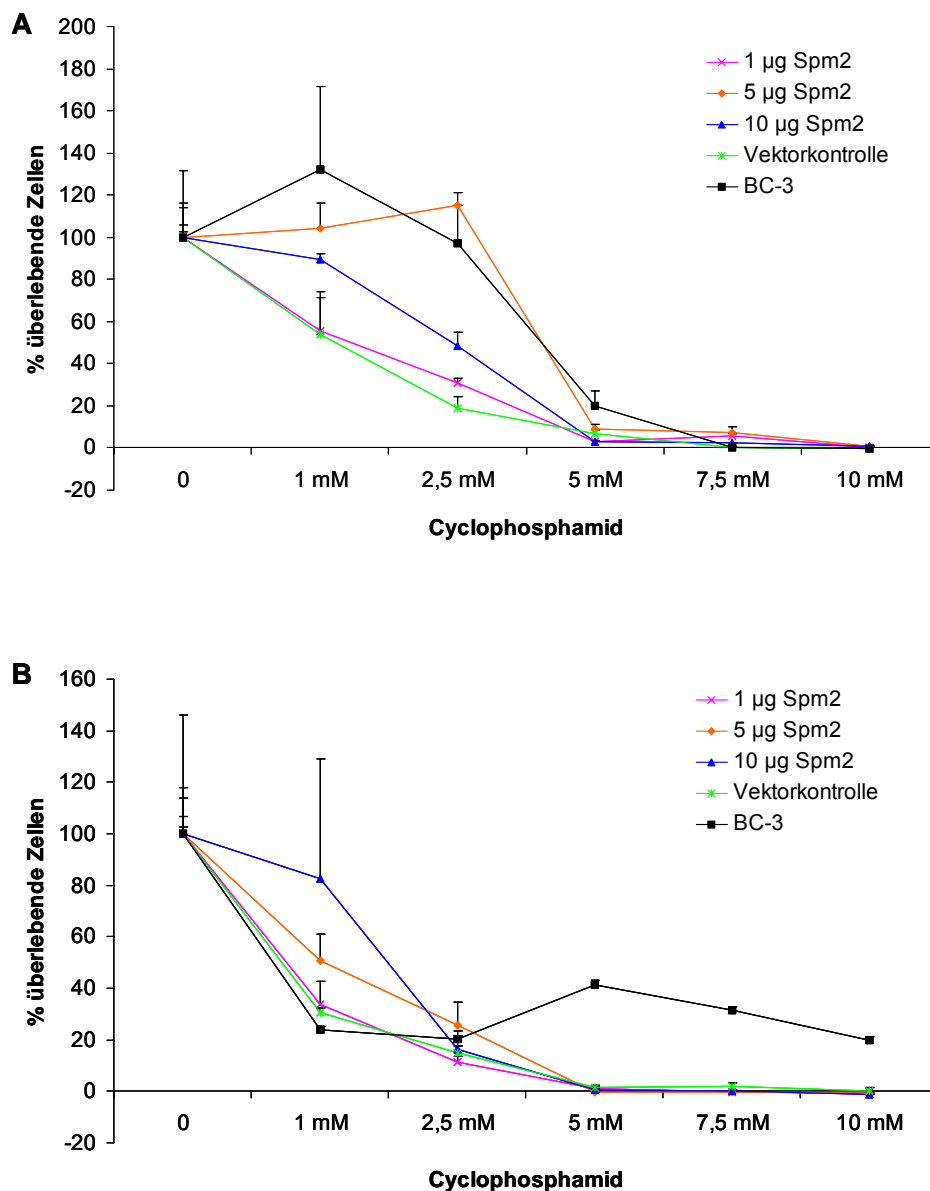 A
200
180
160
140
120
100
80
60
40
20
0
-20
% überlebende Zellen
1 µg Spm2
5 µg Spm2
10 µg Spm2
Vektorkontrolle
BC-3
0 1 mM 2,5 mM 5 mM 7,5 mM 10 mM
Cyclophosphamid
B
160
140
120
100
80
60
40
20
0
-20
% überlebende Zellen
1 µg Spm2
5 µg Spm2
10 µg Spm2
Vektorkontrolle
BC-3
0 1 mM 2,5 mM 5 mM 7,5 mM 10 mM
Cyclophosphamid